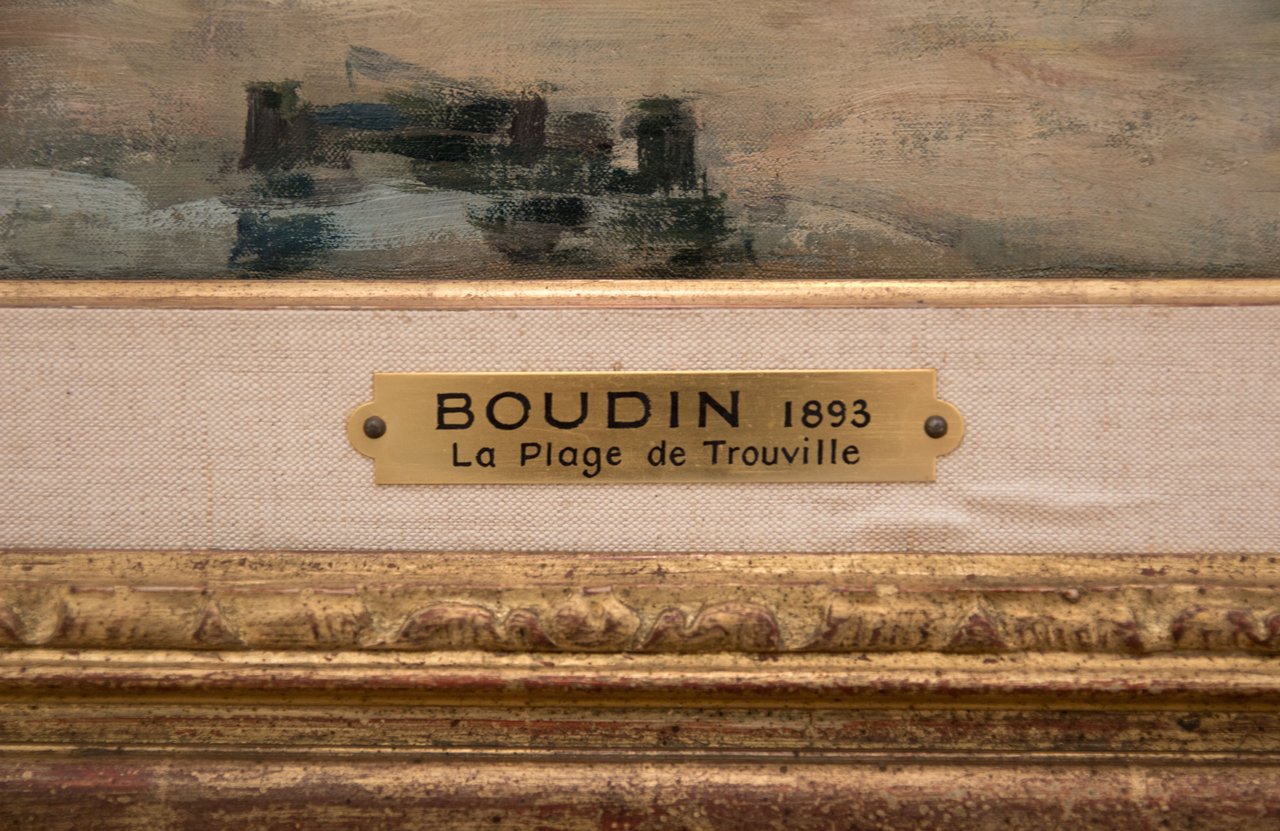 BOUDIN 1893
La Plage de Trouville